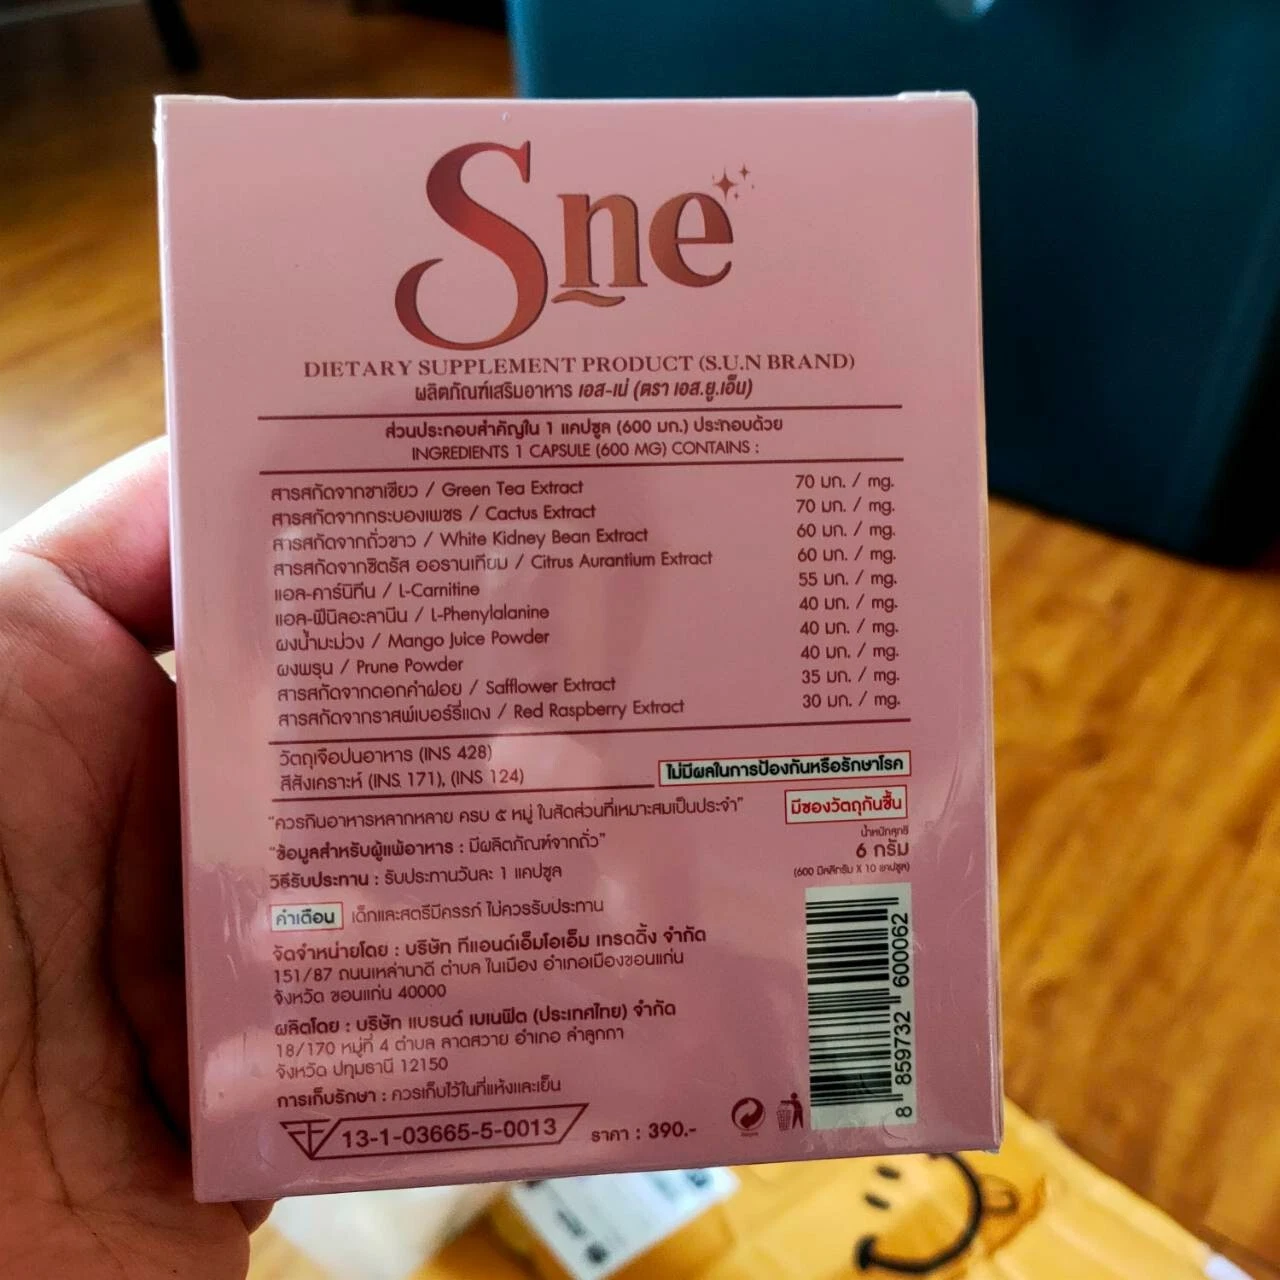 Sne
DIETARY SUPPLEMENT PRODUCT (S.U.N BRAND)
ผลิตภัณฑ์เสริมอาหาร เอส-เน่ (ตรา เอส.ยู.เอ็น)
ส่วนประกอบสำคัญใน 1 แคปซูล (600 มก.) ประกอบด้วย
INGREDIENTS 1 CAPSULE (600 MG) CONTAINS :
สารสกัดจากชาเขียว / Green Tea Extract 70 มก. / mg.
สารสกัดจากกระบองเพชร / Cactus Extract 70 มก. / mg.
สารสกัดจากถั่วขาว / White Kidney Bean Extract 60 มก. / mg.
สารสกัดจากซิตรัส ออรานเทียม / Citrus Aurantium Extract 60 มก. / mg.
แอล-คาร์นิทีน / L-Carnitine 55 มก. / mg.
แอล-ฟีนิลอะลานีน / L-Phenylalanine 40 มก. / mg.
ผงน้ำมะม่วง / Mango Juice Powder 40 มก. / mg.
ผงพรุน / Prune Powder 40 มก. / mg.
สารสกัดจากดอกคำฝอย / Safflower Extract 35 มก. / mg.
สารสกัดจากราสพ์เบอร์รี่แดง / Red Raspberry Extract 30 มก. / mg.
วัตถุเจือปนอาหาร (INS 428)
สีสังเคราะห์ (INS 171), (INS 124)
ไม่มีผลในการป้องกันหรือรักษาโรค
"ควรกินอาหารหลากหลาย ครบ ๕ หมู่ ในสัดส่วนที่เหมาะสมเป็นประจำ"
มีซองวัตถุกันชื้น
"ข้อมูลสำหรับผู้แพ้อาหาร : มีผลิตภัณฑ์จากถั่ว"
น้ำหนักสุทธิ
6 กรัม
(600 มิลลิกรัม X 10 แคปซูล)
วิธีรับประทาน : รับประทานวันละ 1 แคปซูล
คำเตือน เด็กและสตรีมีครรภ์ ไม่ควรรับประทาน
จัดจำหน่ายโดย : บริษัท ทีแอนด์เอ็มโอเอ็ม เทรดดิ้ง จำกัด
151/87 ถนนเหล่านาดี ตำบล ในเมือง อำเภอเมืองขอนแก่น
จังหวัด ขอนแก่น 40000
ผลิตโดย : บริษัท แบรนด์ เบเนฟิต (ประเทศไทย) จำกัด
18/170 หมู่ที่ 4 ตำบล ลาดสวาย อำเภอ ลำลูกกา
จังหวัด ปทุมธานี 12150
การเก็บรักษา : ควรเก็บไว้ในที่แห้งและเย็น
13-1-03665-5-0013
ราคา : 390.-
8 859732 600062